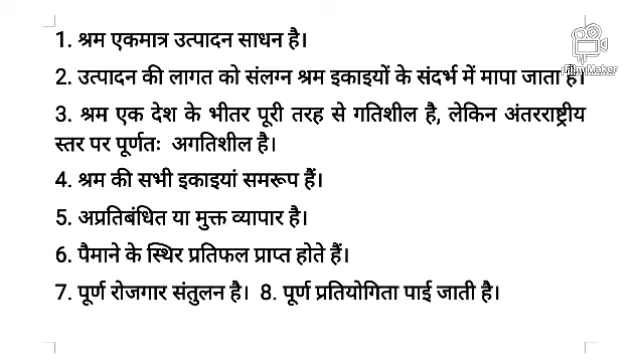 1. श्रम एकमात्र उत्पादन साधन है।
2. उत्पादन की लागत को संलग्न श्रम इकाइयों के संदर्भ में मापा जाता है।
3. श्रम एक देश के भीतर पूरी तरह से गतिशील है, लेकिन अंतरराष्ट्रीय
स्तर पर पूर्णतः अगतिशील है।
4. श्रम की सभी इकाइयां समरूप हैं।
5. अप्रतिबंधित या मुक्त व्यापार है।
6. पैमाने के स्थिर प्रतिफल प्राप्त होते हैं।
7. पूर्ण रोजगार संतुलन है। 8. पूर्ण प्रतियोगिता पाई जाती है।
FilmMaker